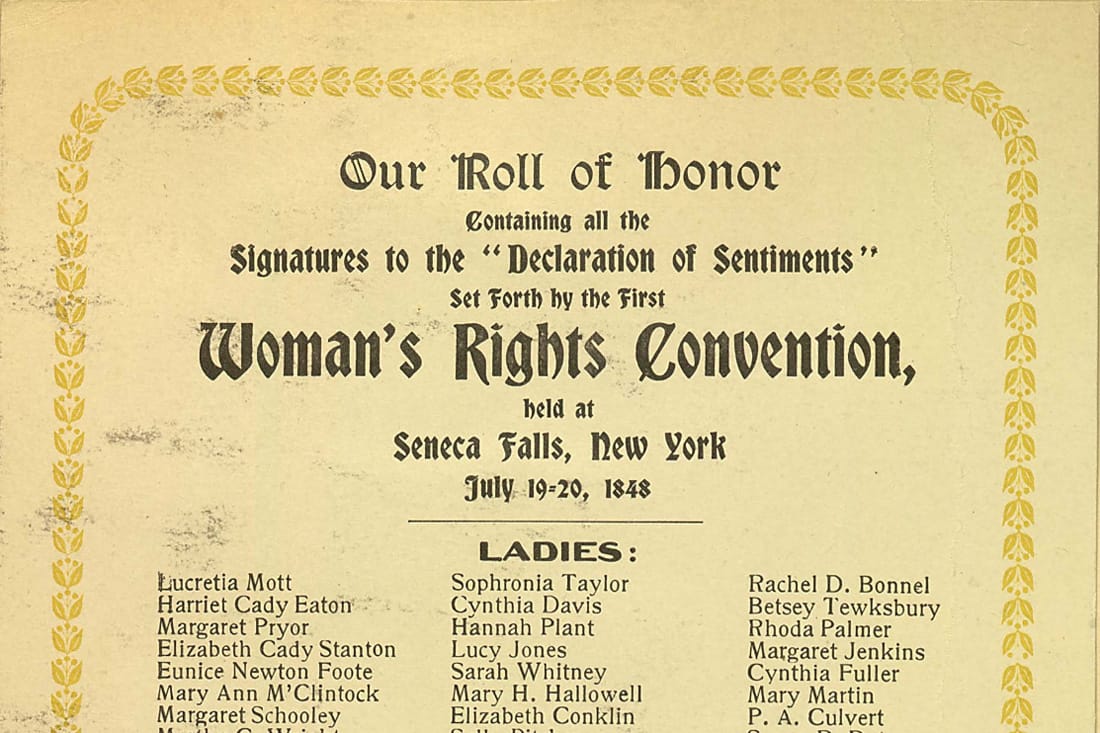 Our Roll of Honor
Containing all the
Signatures to the "Declaration of Sentiments"
Set Forth by the First
Woman's Rights Convention,
held at
Seneca Falls, New York
July 19-20, 1848
LADIES:
Lucretia Mott
Harriet Cady Eaton
Margaret Pryor
Elizabeth Cady Stanton
Eunice Newton Foote
Mary Ann M'Clintock
Margaret Schooley
Sophronia Taylor
Cynthia Davis
Hannah Plant
Lucy Jones
Sarah Whitney
Mary H. Hallowell
Elizabeth Conklin
Rachel D. Bonnel
Betsey Tewksbury
Rhoda Palmer
Margaret Jenkins
Cynthia Fuller
Mary Martin
P. A. Culvert